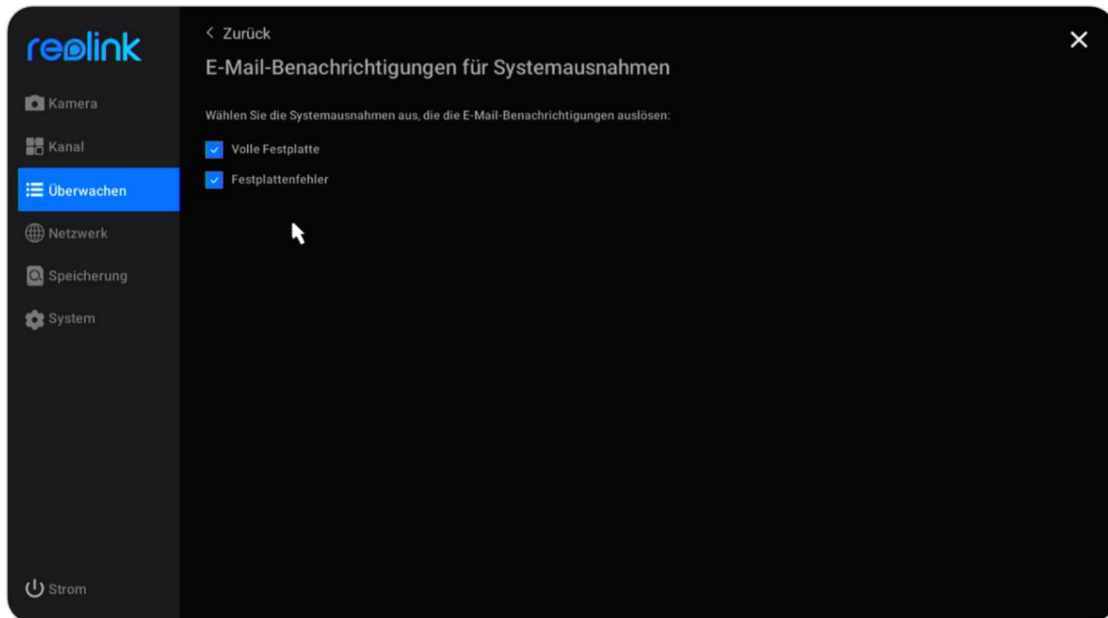 reolink
Zurück
E-Mail-Benachrichtigungen für Systemausnahmen
Wählen Sie die Systemausnahmen aus, die die E-Mail-Benachrichtigungen auslösen:
Volle Festplatte
Festplattenfehler
Kamera
Kanal
Überwachen
Netzwerk
Speicherung
System
Strom